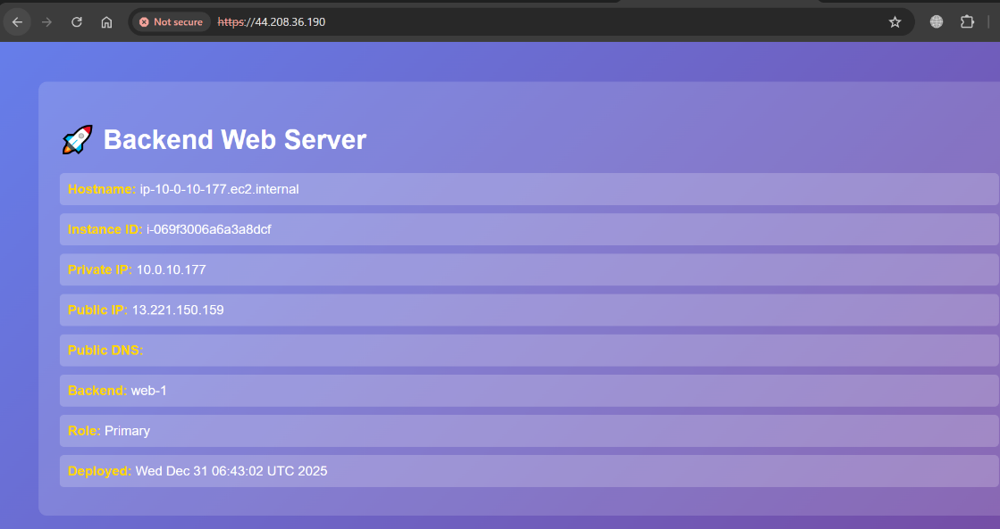 Not secure https://44.208.36.190
Backend Web Server
Hostname: ip-10-0-10-177.ec2.internal
Instance ID: i-069f3006a6a3a8dcf
Private IP: 10.0.10.177
Public IP: 13.221.150.159
Public DNS:
Backend: web-1
Role: Primary
Deployed: Wed Dec 31 06:43:02 UTC 2025